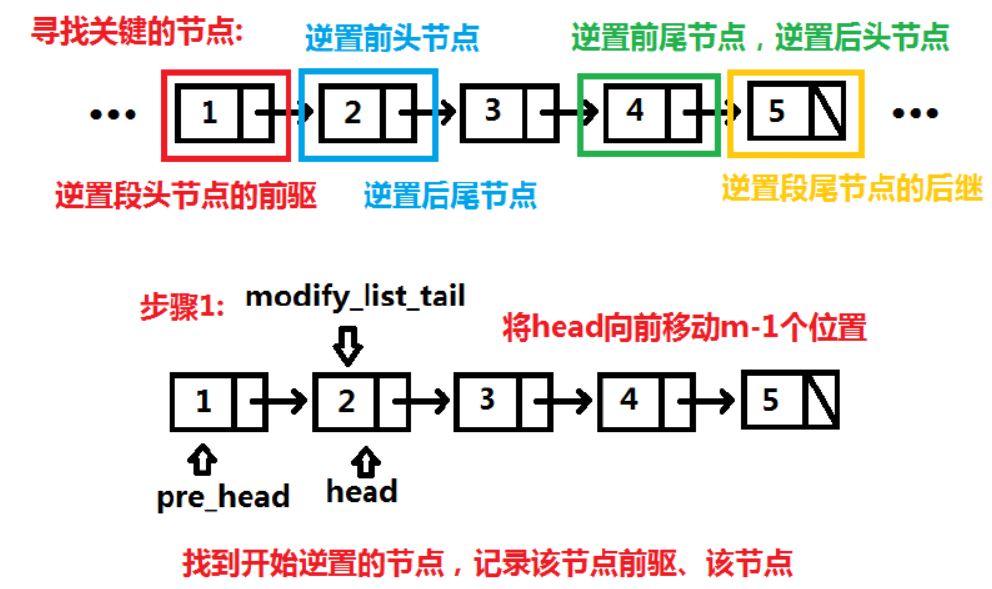 寻找关键的节点:
逆置前头节点
逆置前尾节点，逆置后头节点
••• 1 2 3 4 5 •••
逆置段头节点的前驱
逆置后尾节点
逆置段尾节点的后继
步骤1:
modify_list_tail
将head向前移动m-1个位置
1 2 3 4 5
pre_head
head
找到开始逆置的节点，记录该节点前驱、该节点